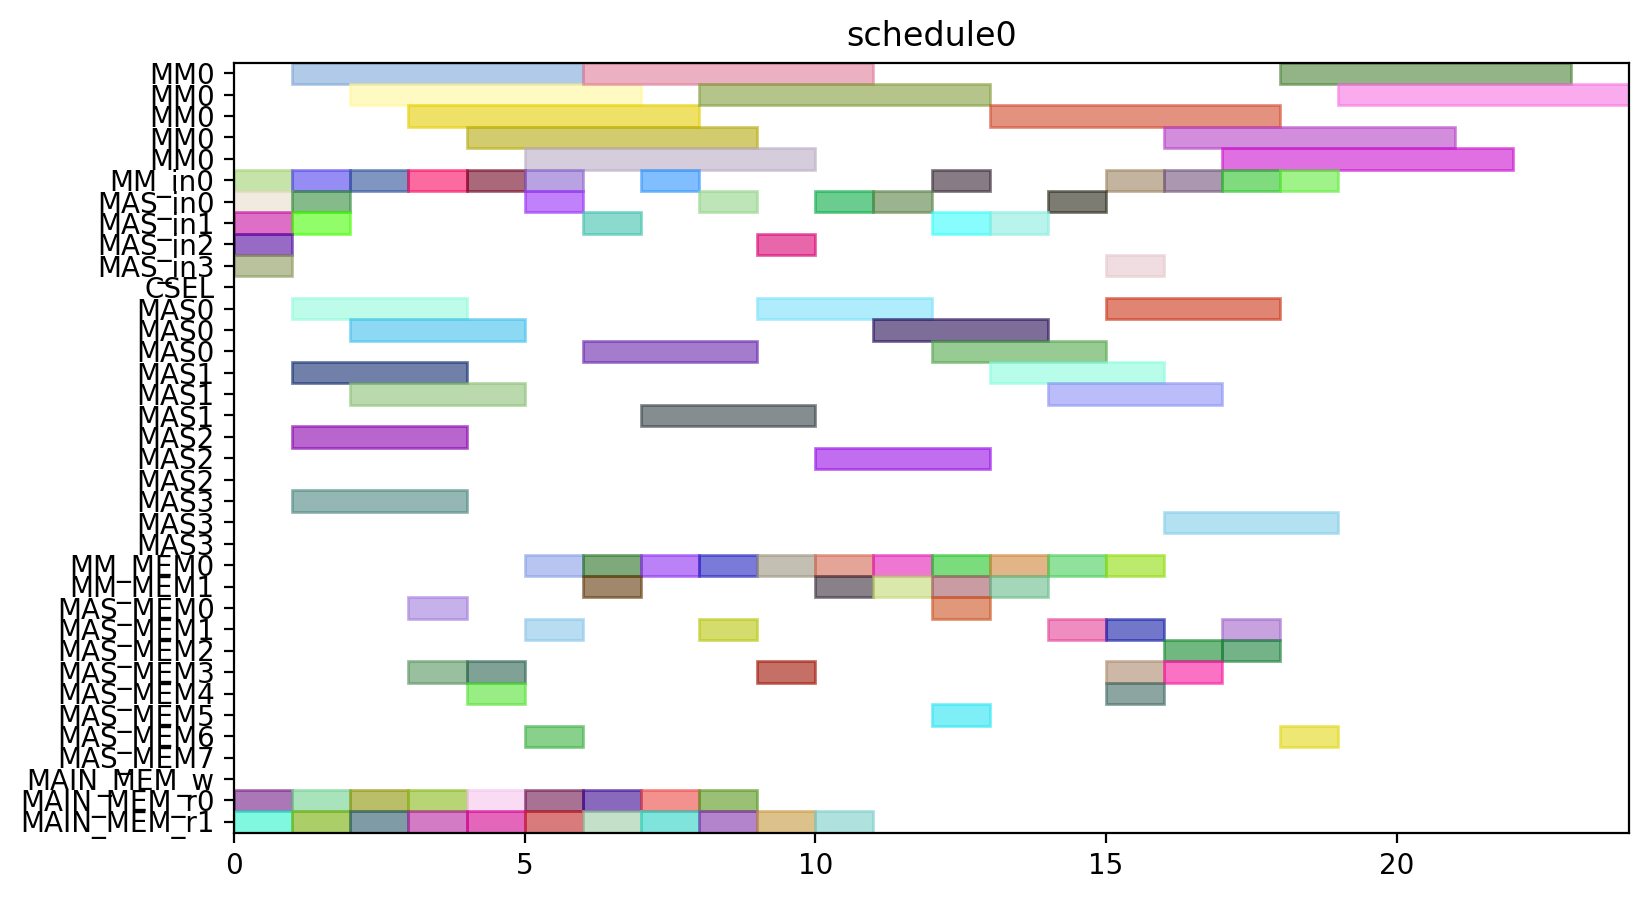 schedule0
MM0
MM0
MM0
MM0
MM0
MM_in0
MAS_in0
MAS_in1
MAS_in2
MAS_in3
CSEL
MAS0
MAS0
MAS0
MAS1
MAS1
MAS1
MAS2
MAS2
MAS2
MAS3
MAS3
MAS3
MM_MEM0
MM_MEM1
MAS_MEM0
MAS_MEM1
MAS_MEM2
MAS_MEM3
MAS_MEM4
MAS_MEM5
MAS_MEM6
MAS_MEM7
MAIN_MEM_w
MAIN_MEM_r0
MAIN_MEM_r1
0 5 10 15 20